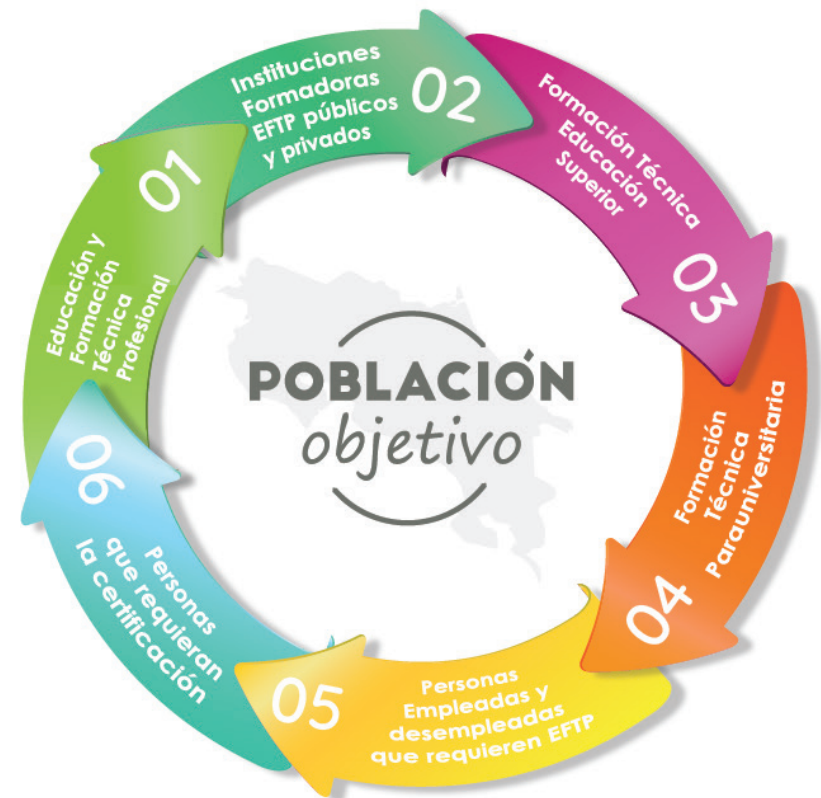 POBLACIÓN
objetivo
01
Educación y
Formación
Técnica
Profesional
02
Instituciones
Formadoras
EFTP públicos
y privados
03
Formación Técnica
Educación
Superior
04
Formación
Técnica
Parauniversitaria
05
Personas
Empleadas y
desempleadas
que requieren EFTP
06
Personas
que requieran
la certificación